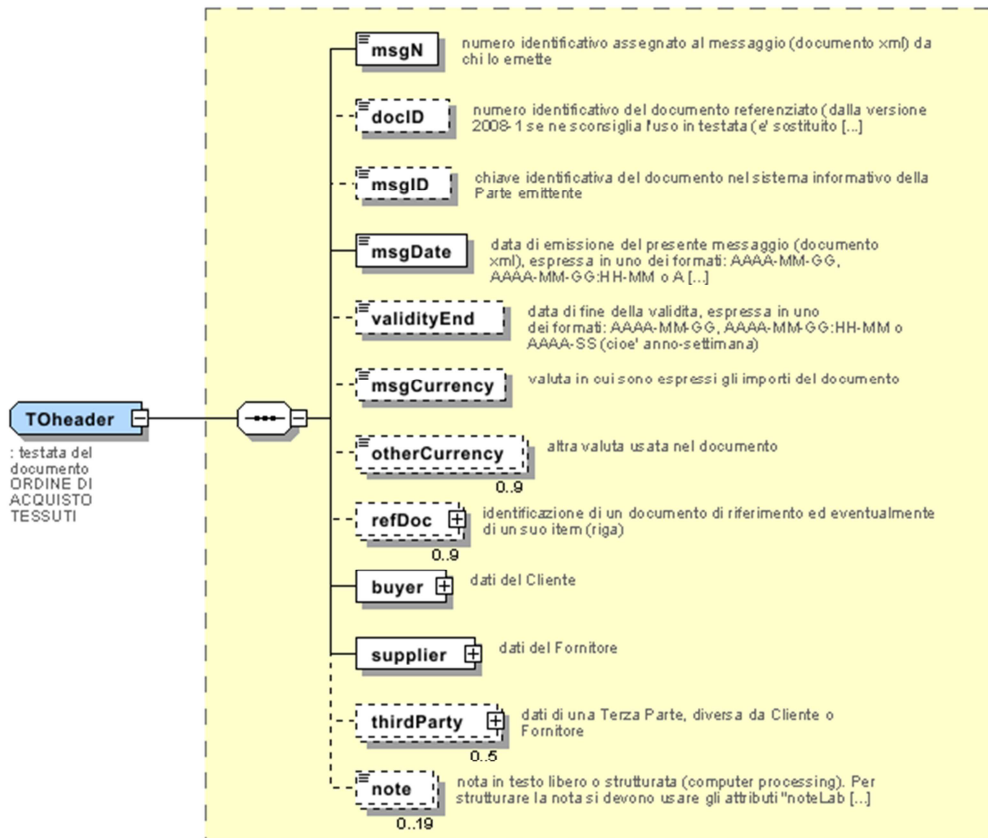 msgN
numero identificativo assegnato al messaggio (documento xml) da
chi lo emette
docID
numero identificativo del documento referenziato (dalla versione
2008-1 se ne sconsiglia l'uso in testata (e' sostituito [...]
msgID
chiave identificativa del documento nel sistema informativo della
Parte emittente
msgDate
data di emissione del presente messaggio (documento
xml), espressa in uno dei formati: AAAA-MM-GG,
AAAA-MM-GG:HH-MM o A [...]
validityEnd
data di fine della validita, espressa in uno
dei formati: AAAA-MM-GG, AAAA-MM-GG:HH-MM o
AAAA-SS (cioe' anno-settimana)
msgCurrency
valuta in cui sono espressi gli importi del documento
TOheader
: testata del
documento
ORDINE DI
ACQUISTO
TESSUTI
otherCurrency
altra valuta usata nel documento
0..9
refDoc
identificazione di un documento di riferimento ed eventualmente
di un suo item (riga)
0..9
buyer
dati del Cliente
supplier
dati del Fornitore
thirdParty
dati di una Terza Parte, diversa da Cliente o
Fornitore
0..5
note
nota in testo libero o strutturata (computer processing). Per
strutturare la nota si devono usare gli attributi "noteLab [...]
0..19